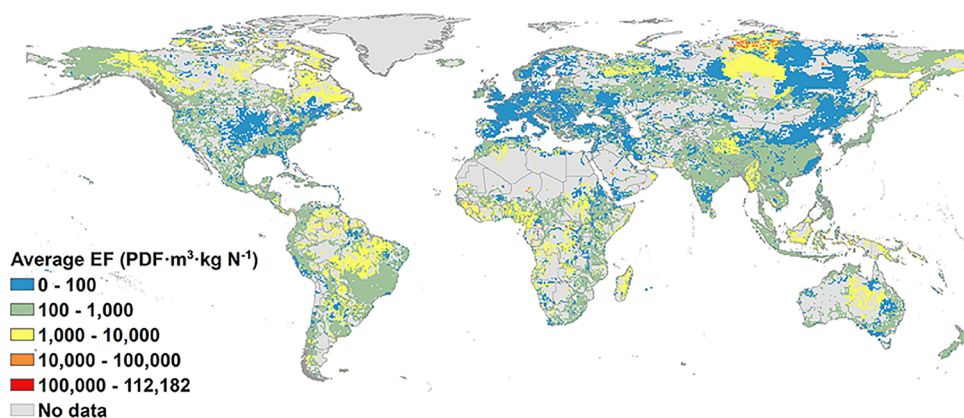 Average EF (PDF·m³·kg N⁻¹)
0 - 100
100 - 1,000
1,000 - 10,000
10,000 - 100,000
100,000 - 112,182
No data